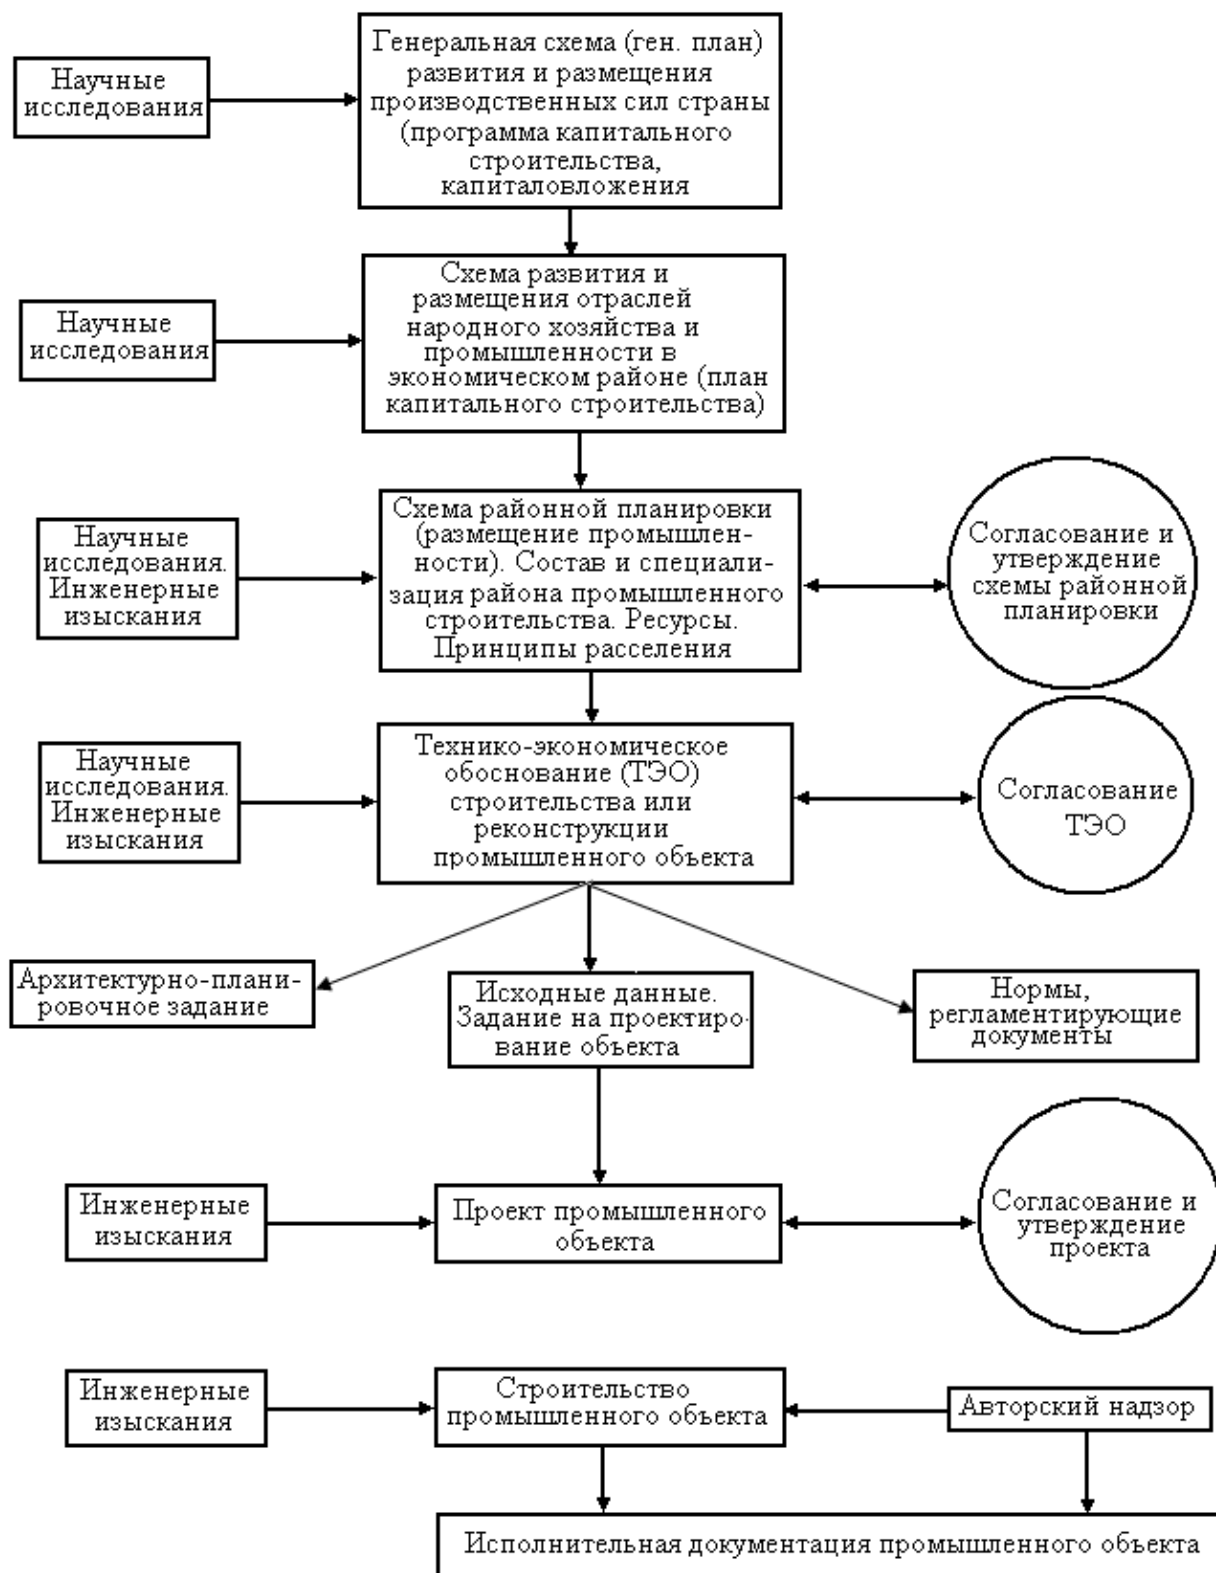 Научные
исследования
Генеральная схема (ген. план)
развития и размещения
производственных сил страны
(программа капитального
строительства,
капиталовложения
Научные
исследования
Схема развития и
размещения отраслей
народного хозяйства и
промышленности в
экономическом районе (план
капитального строительства)
Научные
исследования.
Инженерные
изыскания
Схема районной планировки
(размещение промышлен-
ности). Состав и специали-
зация района промышленного
строительства. Ресурсы.
Принципы расселения
Согласование и
утверждение
схемы районной
планировки
Научные
исследования.
Инженерные
изыскания
Технико-экономическое
обоснование (ТЭО)
строительства или
реконструкции
промышленного объекта
Согласование
ТЭО
Архитектурно-плани-
ровочное задание
Исходные данные.
Задание на проектиро-
вание объекта
Нормы,
регламентирующие
документы
Инженерные
изыскания
Проект промышленного
объекта
Согласование и
утверждение
проекта
Инженерные
изыскания
Строительство
промышленного объекта
Авторский надзор
Исполнительная документация промышленного объекта